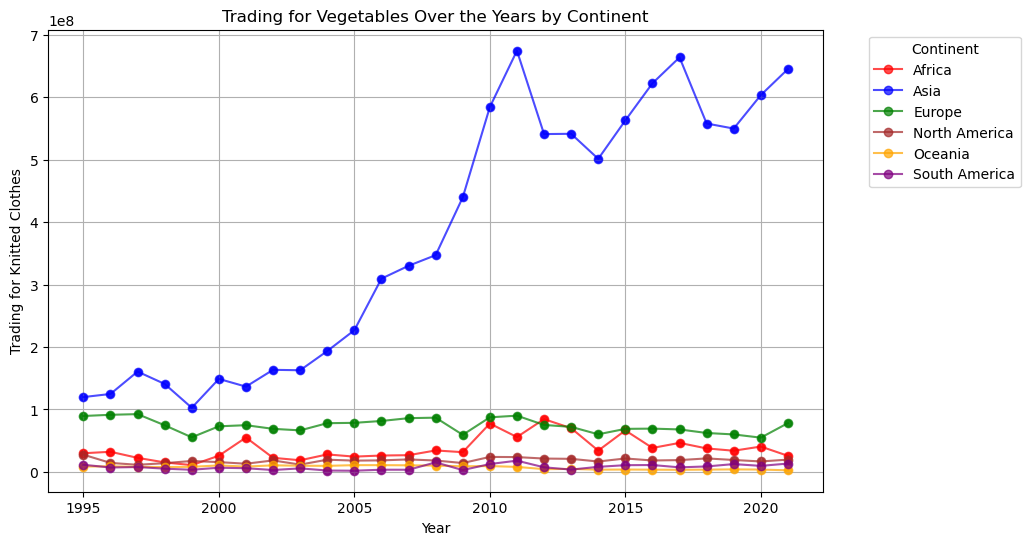 Trading for Vegetables Over the Years by Continent
1e8
7
6
5
4
3
2
1
0
Trading for Knitted Clothes
1995
2000
2005
2010
2015
2020
Year
Continent
Africa
Asia
Europe
North America
Oceania
South America